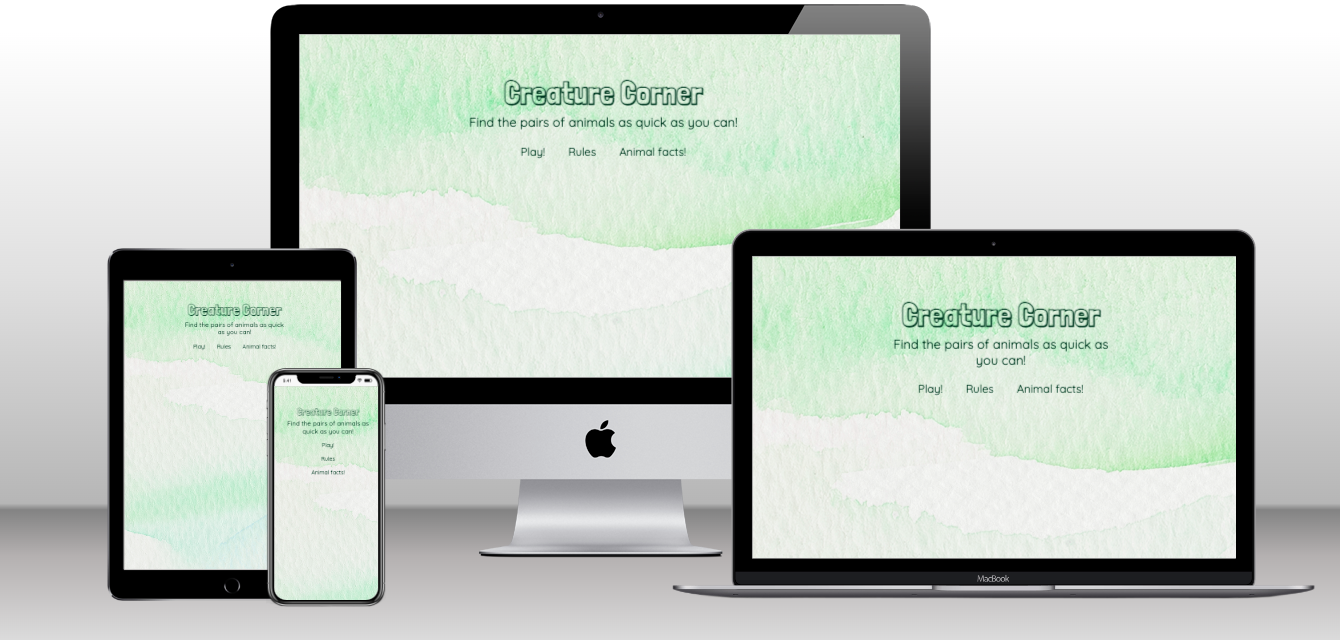 Creature Corner
Find the pairs of animals as quick as you can!
Play! Rules Animal facts!
Creature Corner
Find the pairs of animals as quick
as you can!
Play! Rules Animal facts!
9:41
Creature Corner
Find the pairs of animals as
quick as you can!
Play!
Rules
Animal facts!
Creature Corner
Find the pairs of animals as quick as
you can!
Play! Rules Animal facts!
MacBook